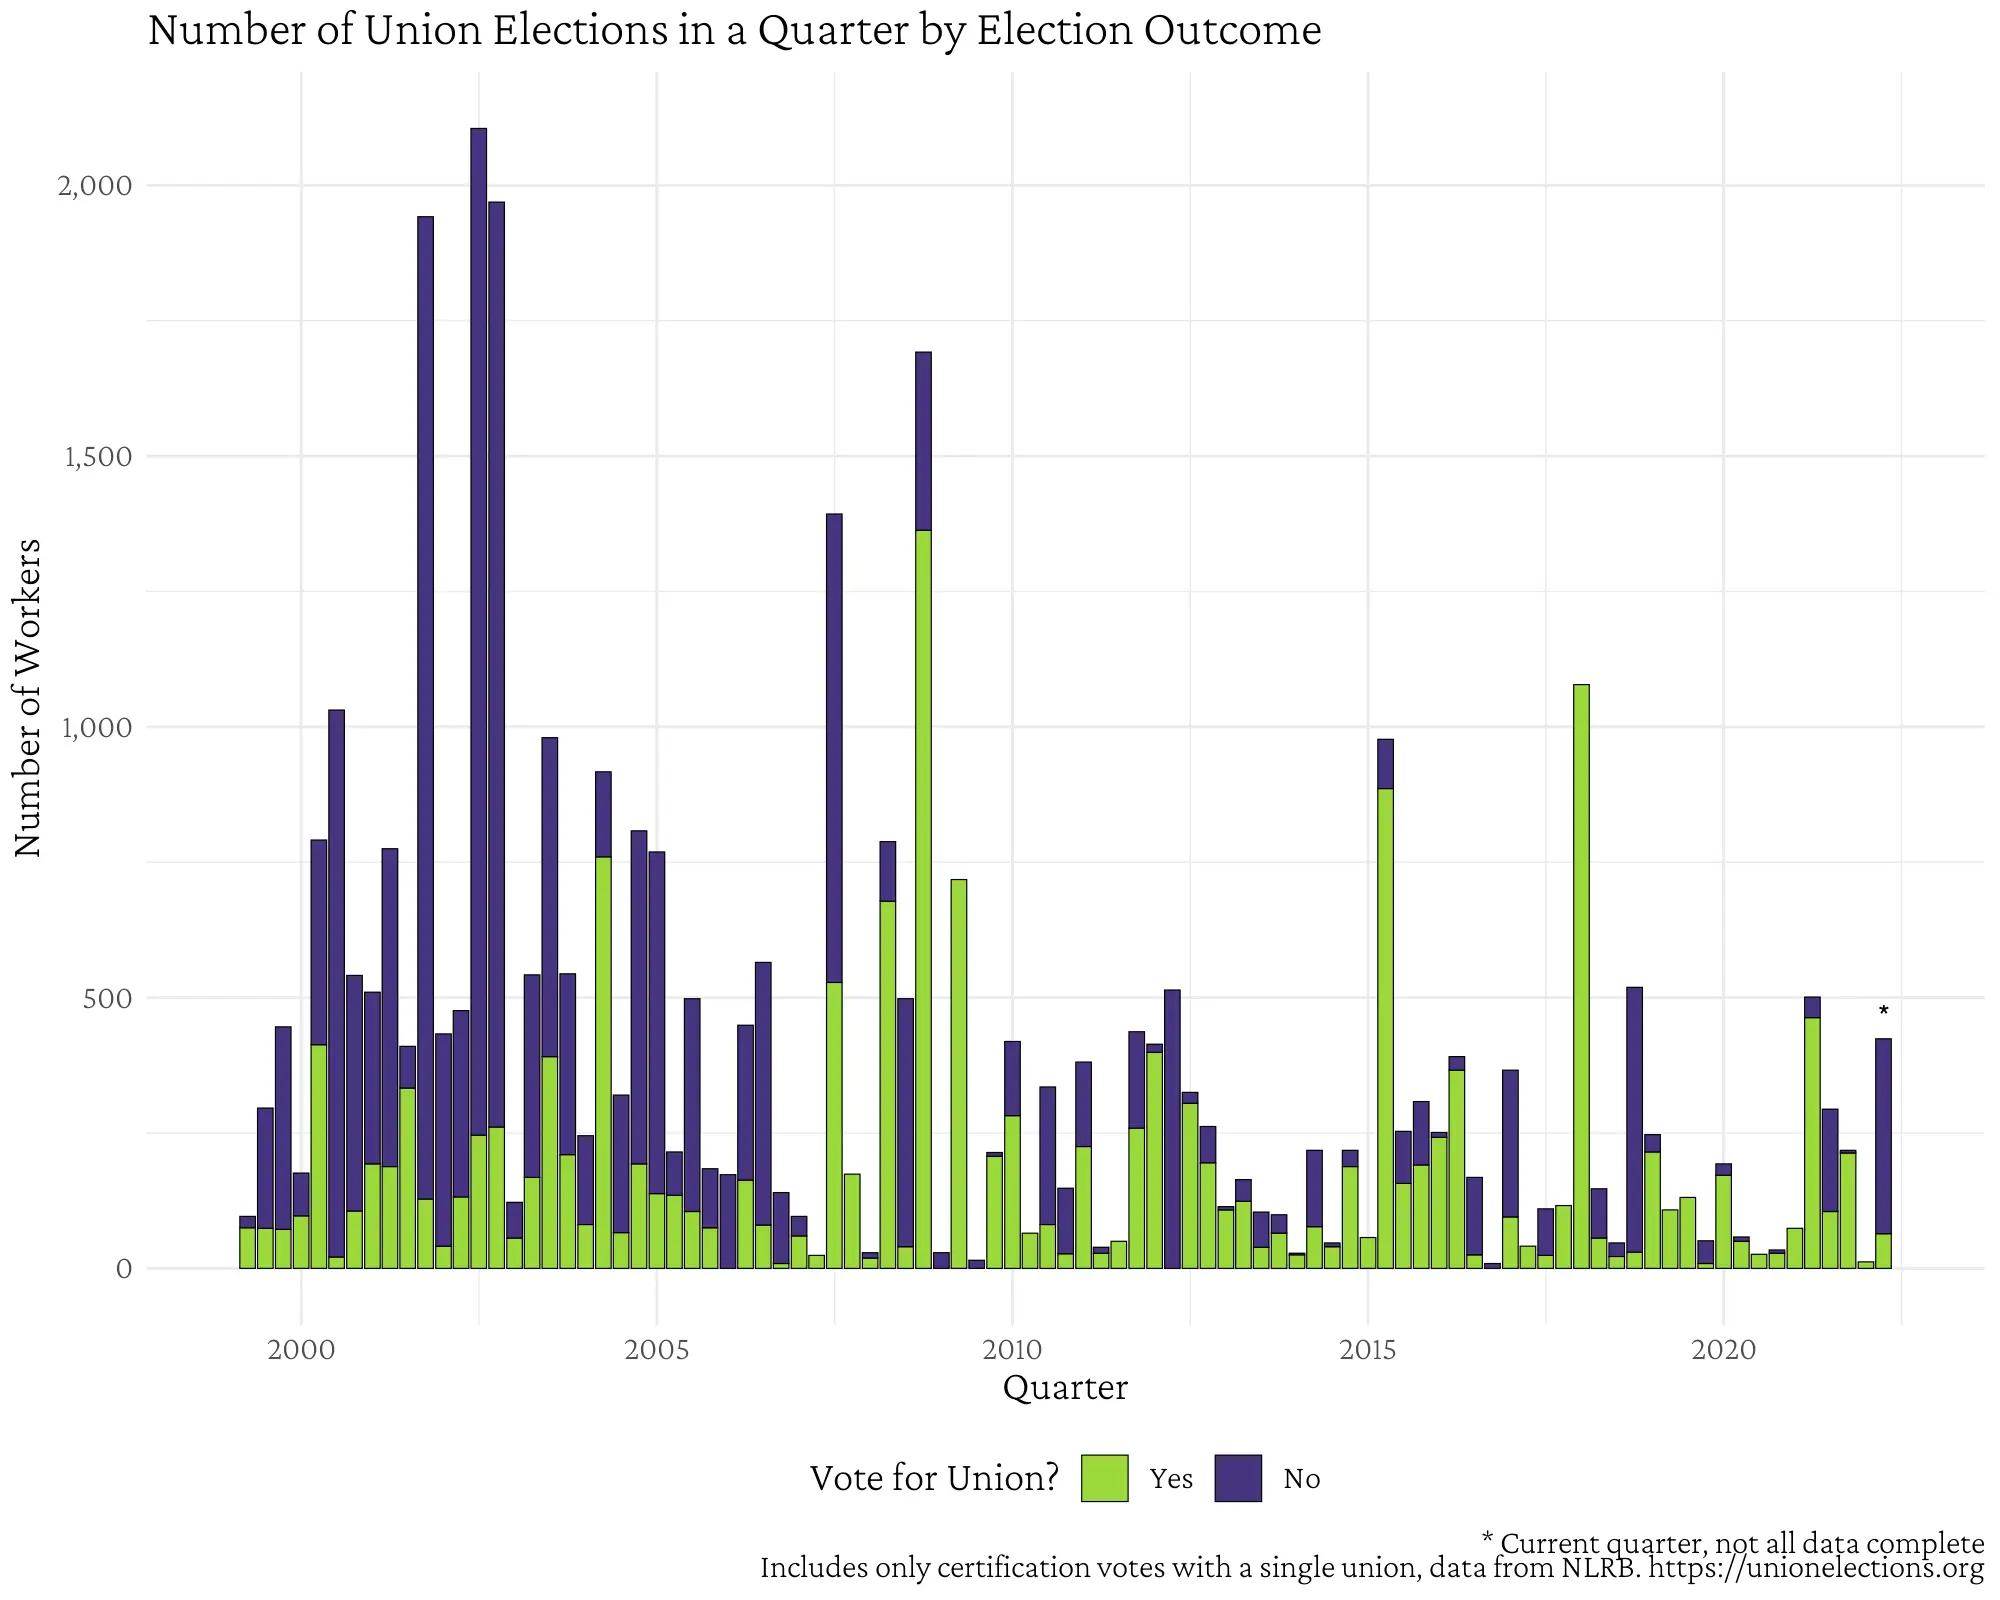 Number of Union Elections in a Quarter by Election Outcome
Number of Workers
2,000
1,500
1,000
500
0
*
2000 2005 2010 2015 2020
Quarter
Vote for Union? Yes No
* Current quarter, not all data complete
Includes only certification votes with a single union, data from NLRB. https://unionelections.org